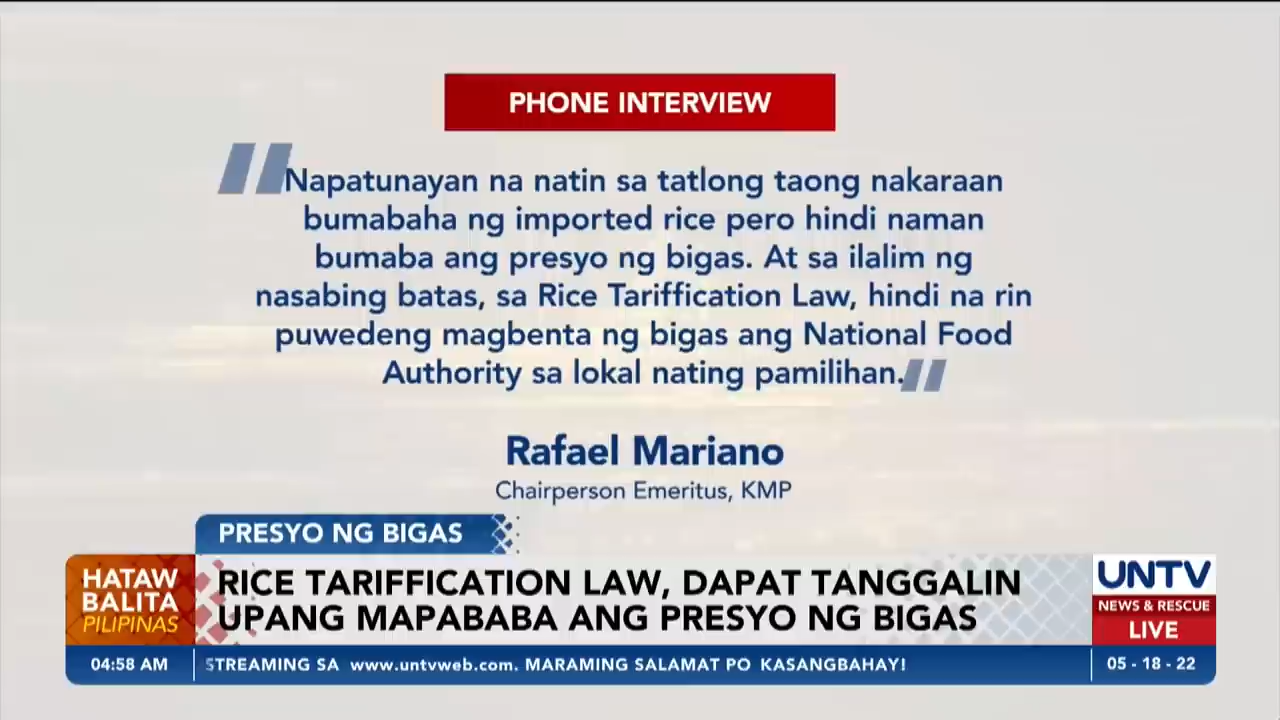 PHONE INTERVIEW
"Napatunayan na natin sa tatlong taong nakaraan
bumabaha ng imported rice pero hindi naman
bumaba ang presyo ng bigas. At sa ilalim ng
nasabing batas, sa Rice Tariffication Law, hindi na rin
puwedeng magbenta ng bigas ang National Food
Authority sa lokal nating pamilihan."
Rafael Mariano
Chairperson Emeritus, KMP
PRESYO NG BIGAS
HATAW
BALITA
PILIPINAS
RICE TARIFFICATION LAW, DAPAT TANGGALIN
UPANG MAPABABA ANG PRESYO NG BIGAS
UNTV
NEWS & RESCUE
LIVE
04:58 AM
STREAMING SA www.untvweb.com. MARAMING SALAMAT PO KASANGBAHAY!
05 - 18 - 22